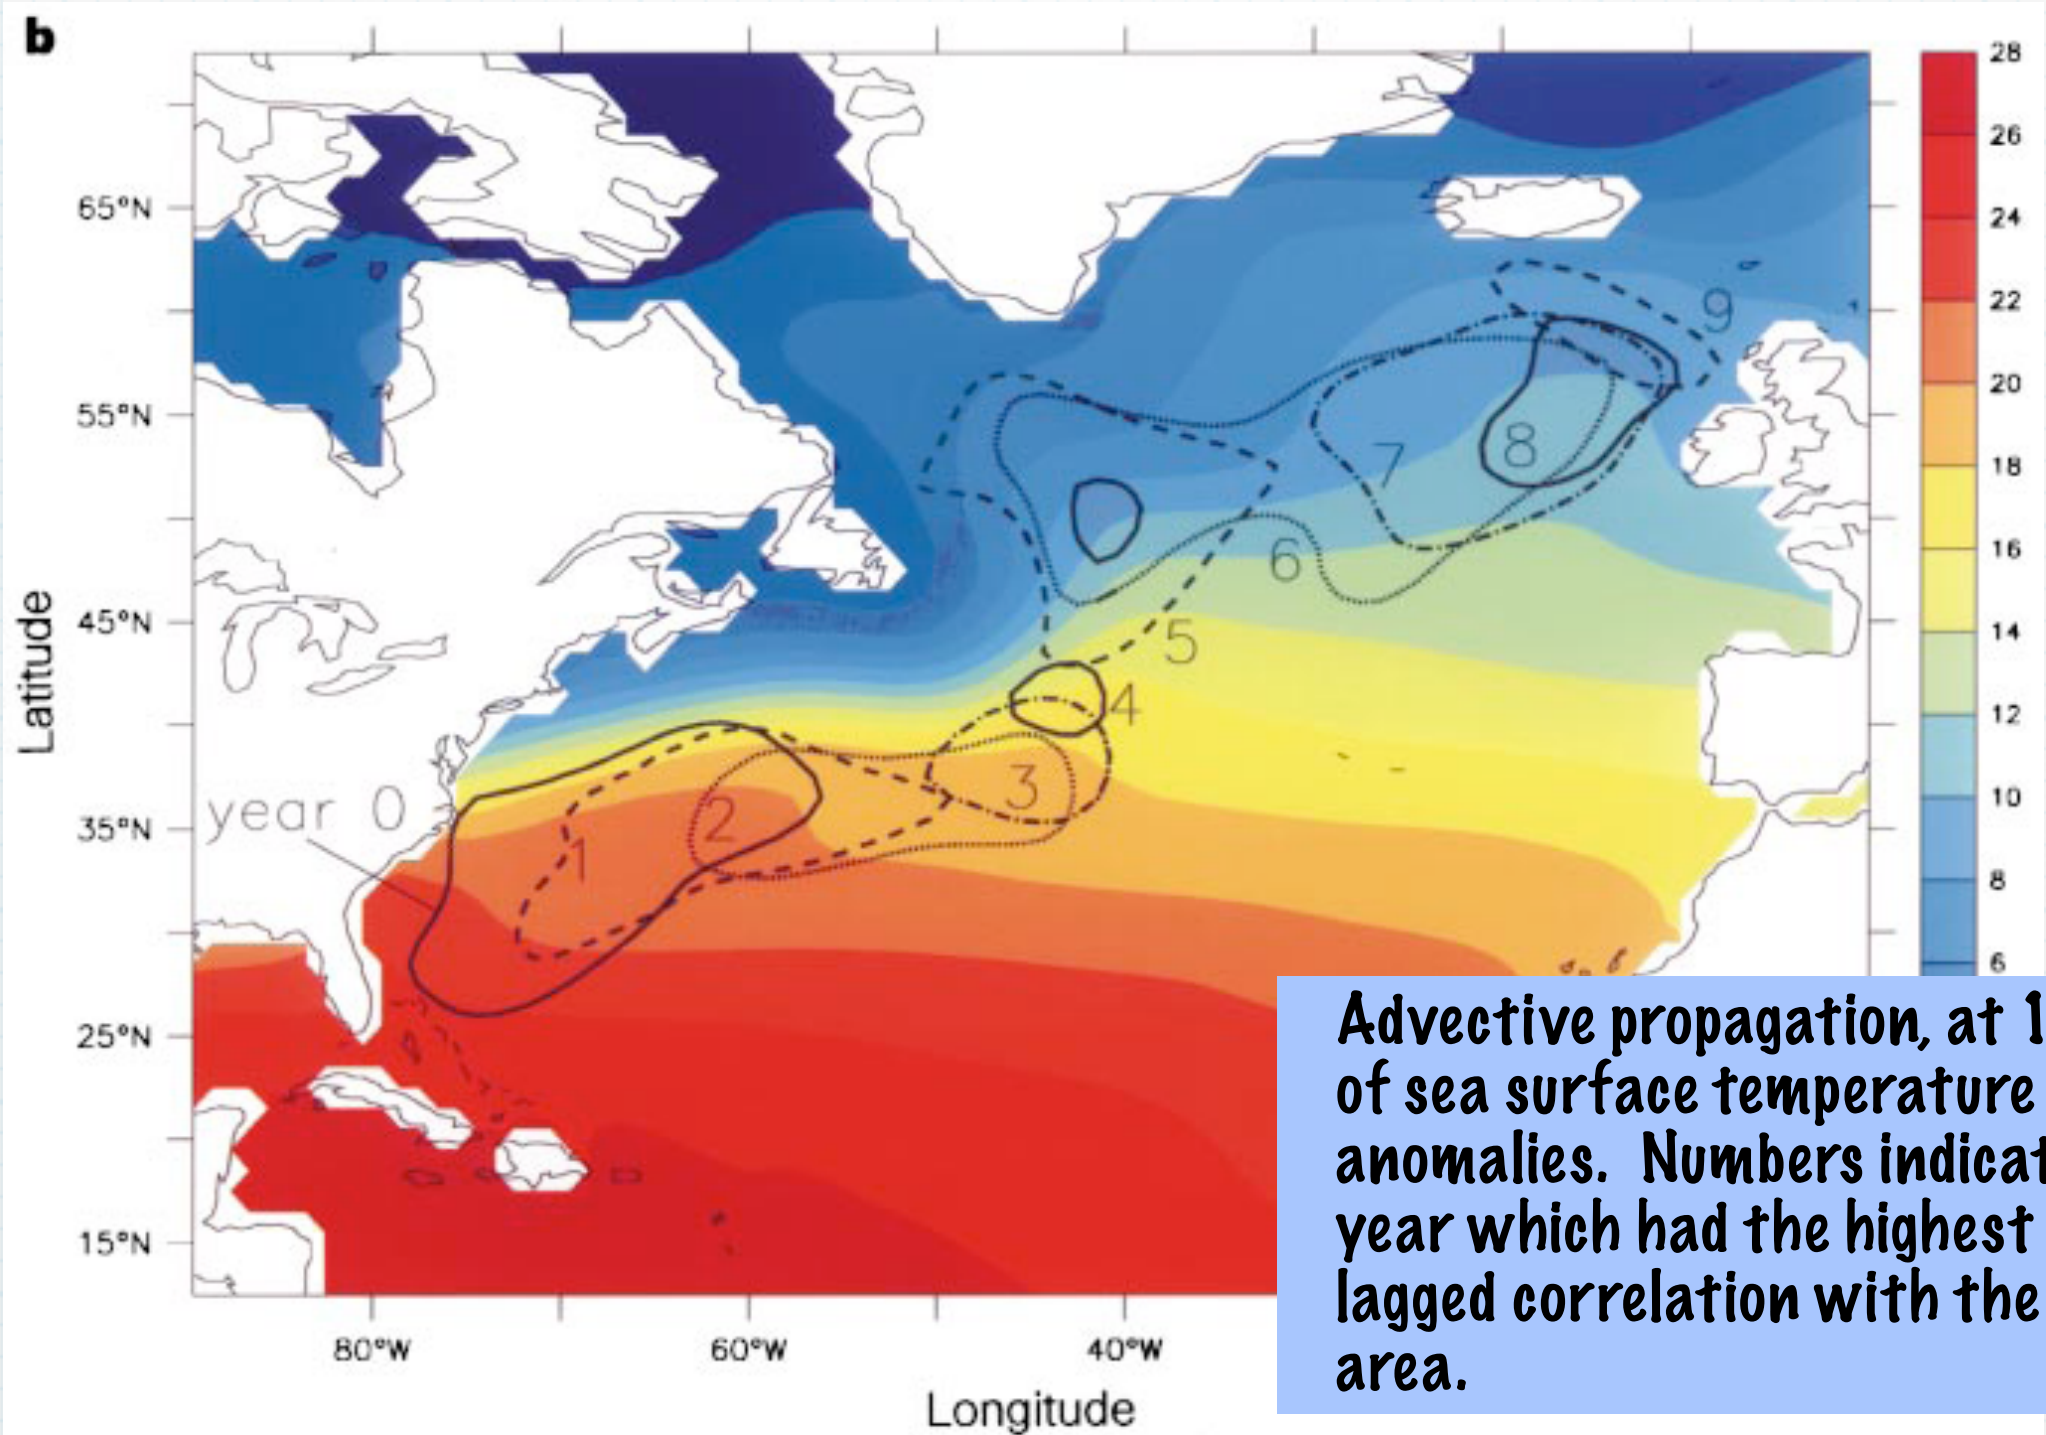 b
28
26
24
22
20
18
16
14
12
10
8
6
65°N
55°N
45°N
35°N
25°N
15°N
Latitude
year 0
1
2
3
4
5
6
7
8
9
80°W
60°W
40°W
Longitude
Advective propagation, at 1
of sea surface temperature
anomalies. Numbers indicat
year which had the highest
lagged correlation with the
area.